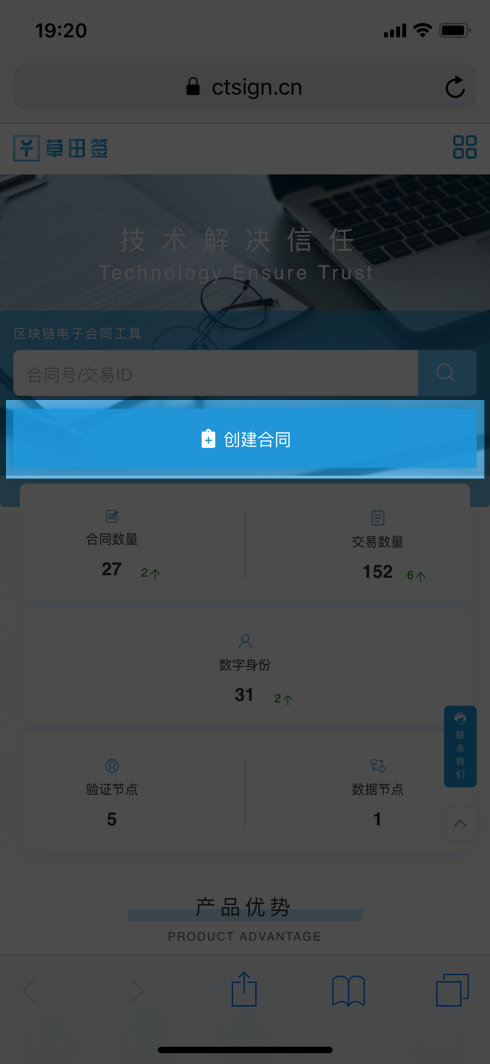 19:20
ctsign.cn
草田签
技术解决信任
Technology Ensure Trust
区块链电子合同工具
合同号/交易ID
创建合同
合同数量
27 2↑
交易数量
152 6↑
数字身份
31 2↑
联系我们
验证节点
5
数据节点
1
产品优势
PRODUCT ADVANTAGE